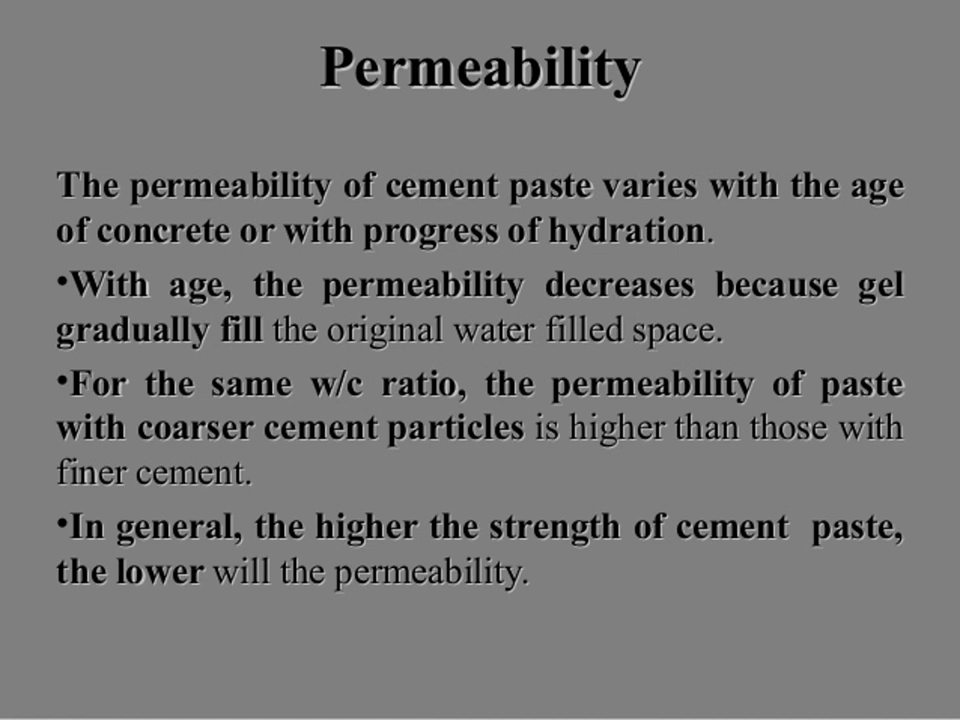 Permeability
The permeability of cement paste varies with the age
of concrete or with progress of hydration.
•With age, the permeability decreases because gel
gradually fill the original water filled space.
•For the same w/c ratio, the permeability of paste
with coarser cement particles is higher than those with
finer cement.
•In general, the higher the strength of cement paste,
the lower will the permeability.